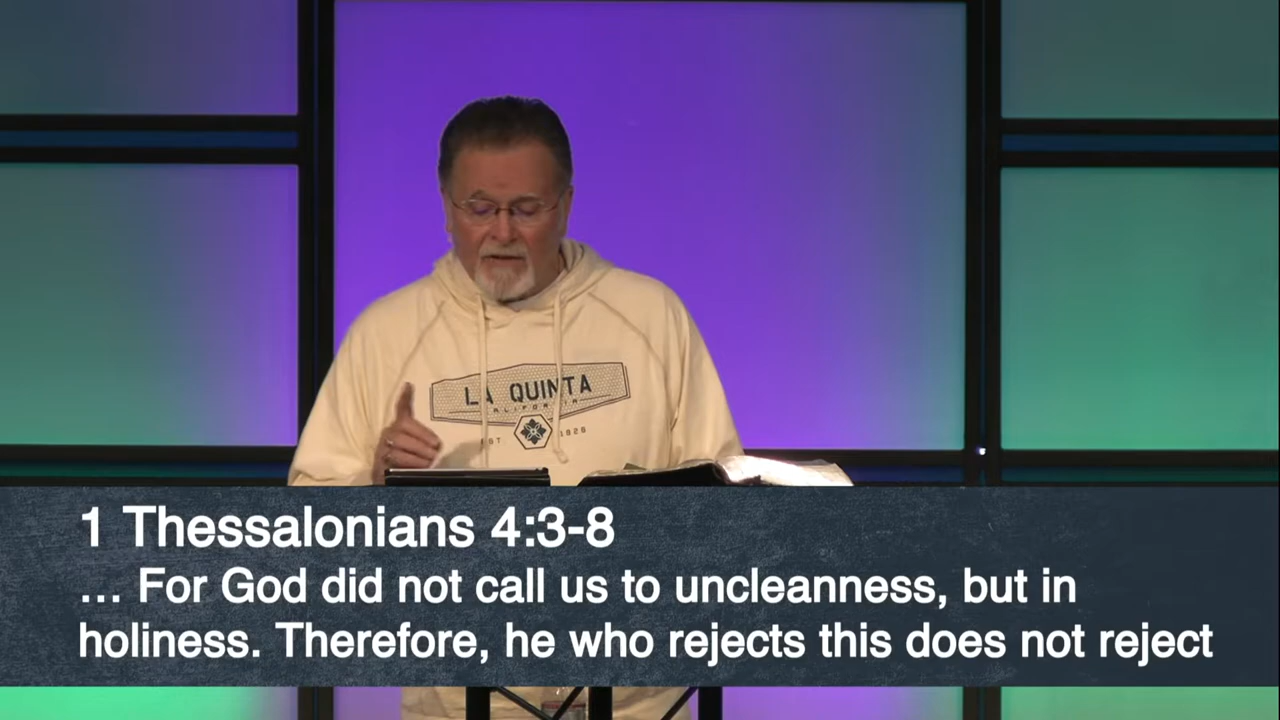 LA QUINTA
EST 1928
1 Thessalonians 4:3-8
… For God did not call us to uncleanness, but in
holiness. Therefore, he who rejects this does not reject